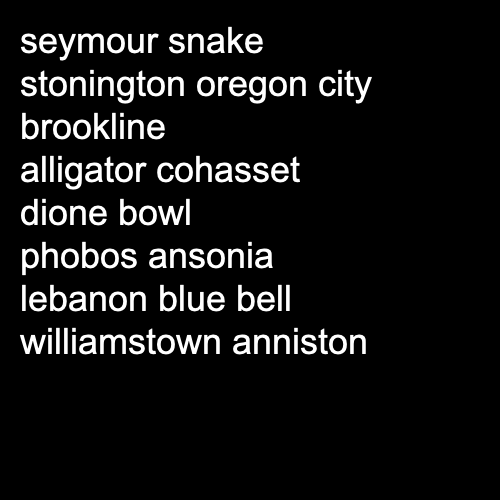 seymour snake
stonington oregon city
brookline
alligator cohasset
dione bowl
phobos ansonia
lebanon blue bell
williamstown anniston